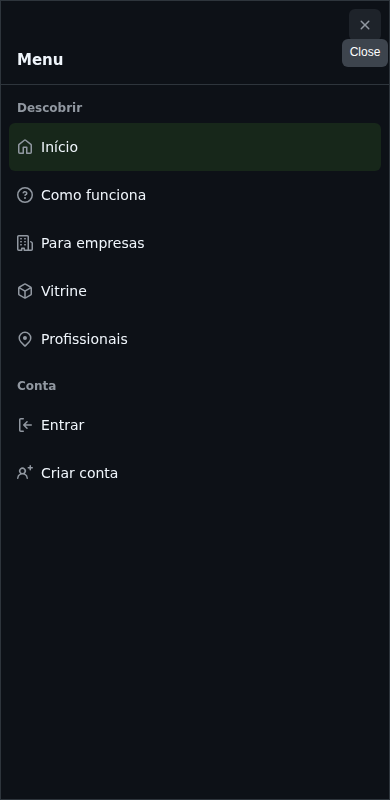 Close
Menu
Descobrir
Início
Como funciona
Para empresas
Vitrine
Profissionais
Conta
Entrar
Criar conta